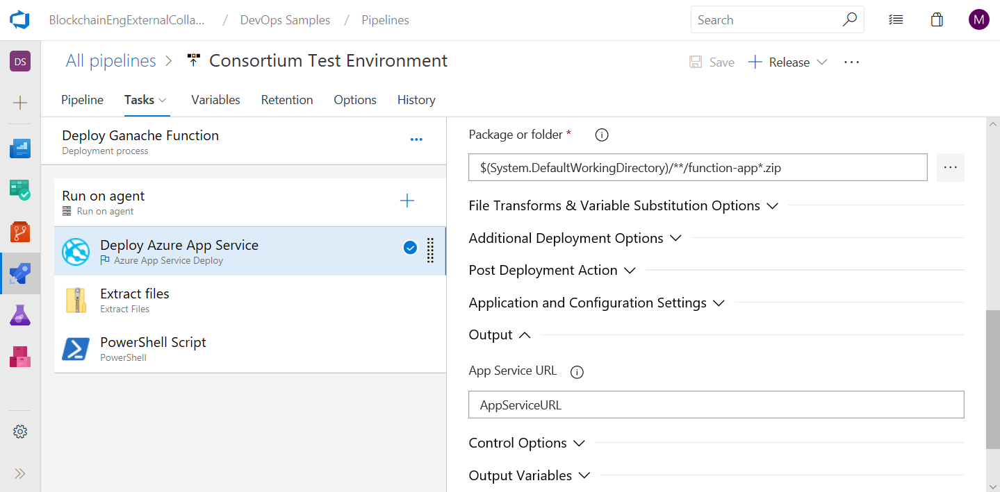 BlockchainEngExternalColla... / DevOps Samples / Pipelines
Search
M
DS
All pipelines > Consortium Test Environment
Save
Release
...
Pipeline
Tasks
Variables
Retention
Options
History
Deploy Ganache Function
Deployment process
Run on agent
Run on agent
Deploy Azure App Service
Azure App Service Deploy
Extract files
Extract Files
PowerShell Script
PowerShell
Package or folder *
$(System.DefaultWorkingDirectory)/**/function-app*.zip
File Transforms & Variable Substitution Options
Additional Deployment Options
Post Deployment Action
Application and Configuration Settings
Output
App Service URL
AppServiceURL
Control Options
Output Variables